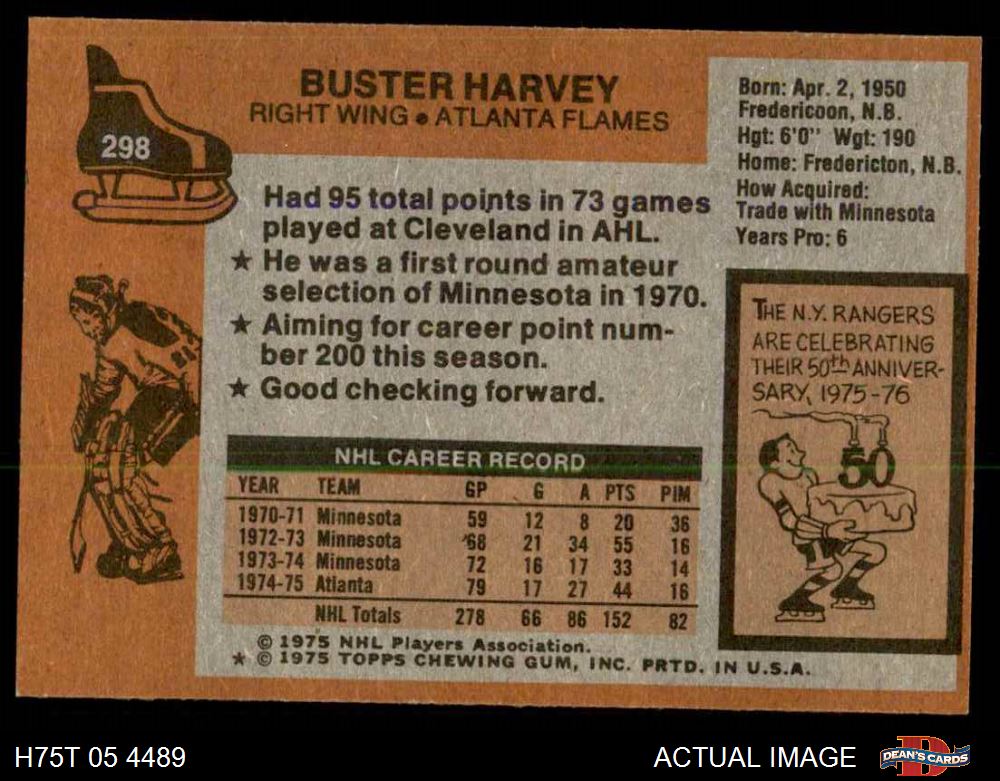 298
BUSTER HARVEY
RIGHT WING • ATLANTA FLAMES
Born: Apr. 2, 1950
Fredericoon, N.B.
Hgt: 6'0" Wgt: 190
Home: Fredericton, N.B.
How Acquired:
Trade with Minnesota
Years Pro: 6
Had 95 total points in 73 games
played at Cleveland in AHL.
★ He was a first round amateur
selection of Minnesota in 1970.
★ Aiming for career point num-
ber 200 this season.
★ Good checking forward.
THE N.Y. RANGERS
ARE CELEBRATING
THEIR 50th ANNIVER-
SARY, 1975-76
50
NHL CAREER RECORD
YEAR TEAM GP G A PTS PIM
1970-71 Minnesota 59 12 8 20 36
1972-73 Minnesota 68 21 34 55 16
1973-74 Minnesota 72 16 17 33 14
1974-75 Atlanta 79 17 27 44 16
NHL Totals 278 66 86 152 82
© 1975 NHL Players Association.
★ © 1975 TOPPS CHEWING GUM, INC. PRTD. IN U.S.A.
H75T 05 4489
ACTUAL IMAGE
D
DEAN'S CARDS